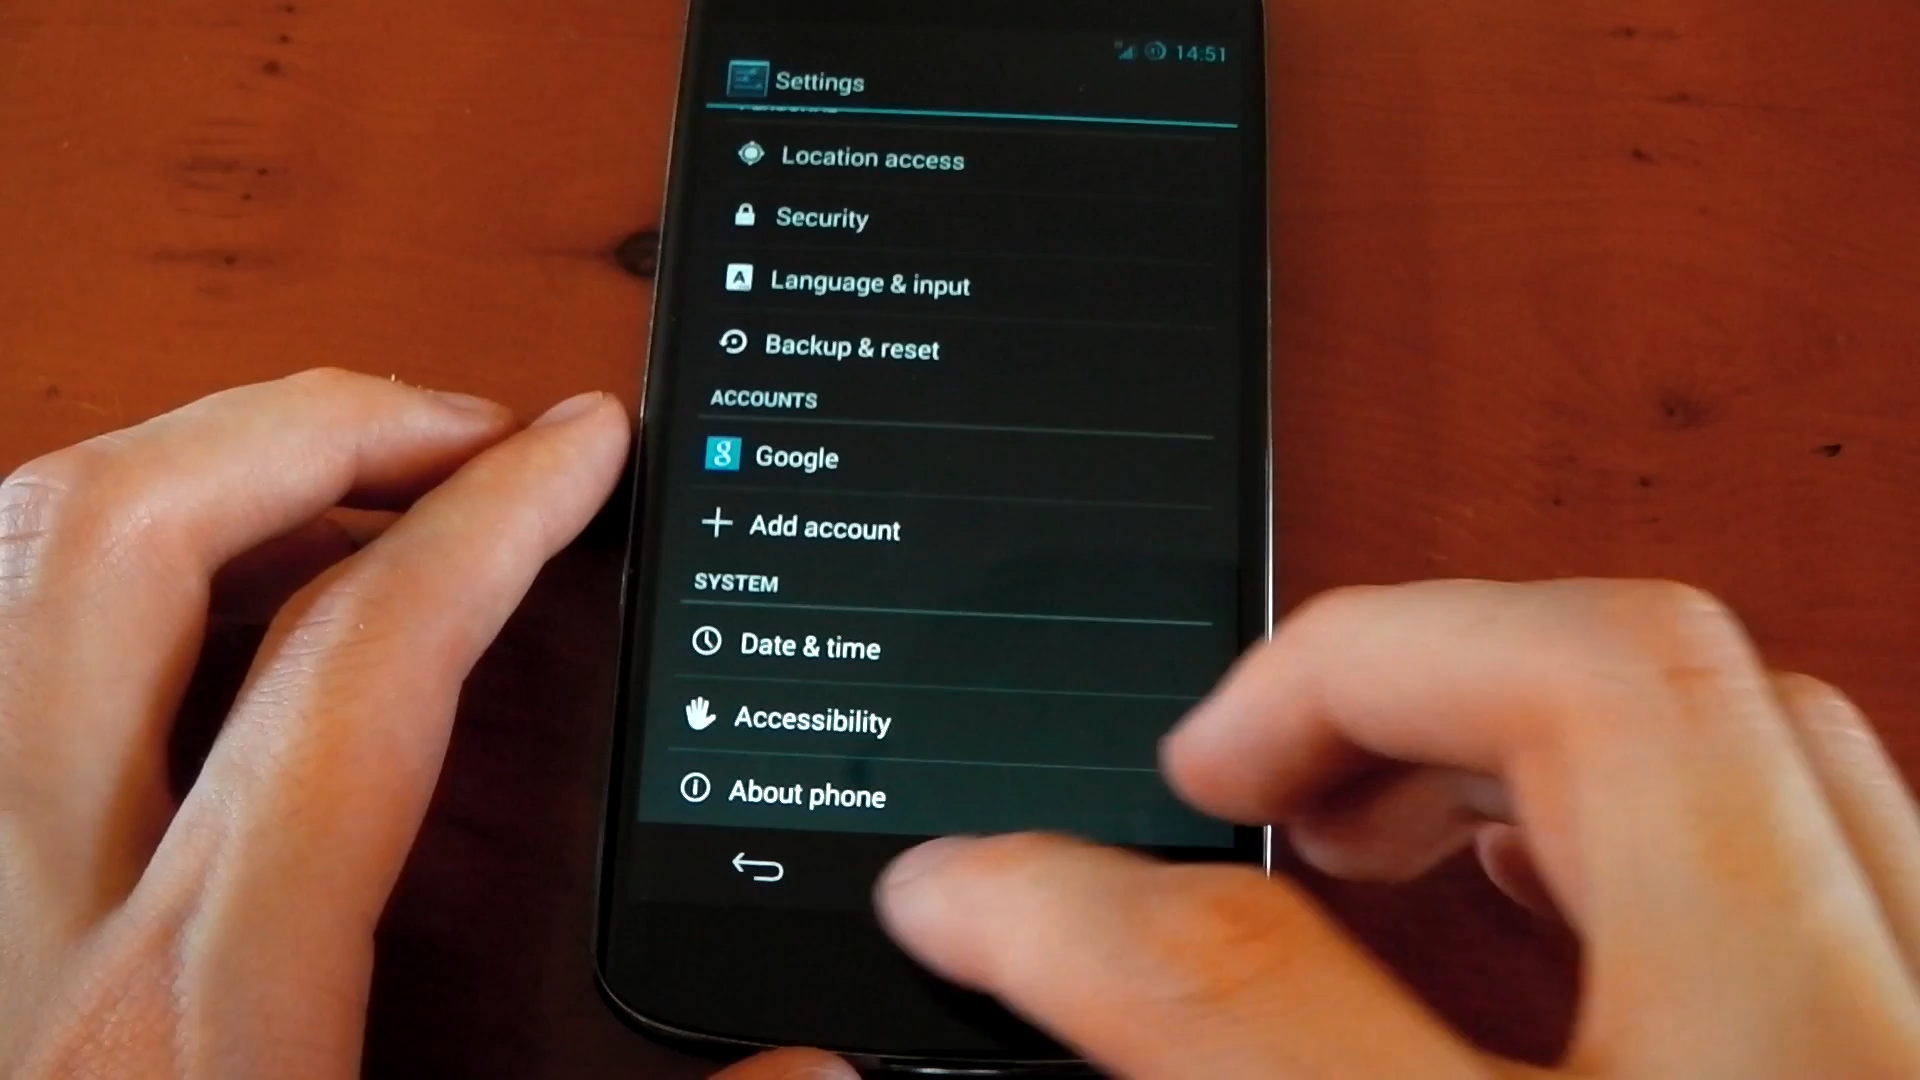 14:51
Settings
Location access
Security
A Language & input
Backup & reset
ACCOUNTS
g Google
Add account
SYSTEM
Date & time
Accessibility
About phone